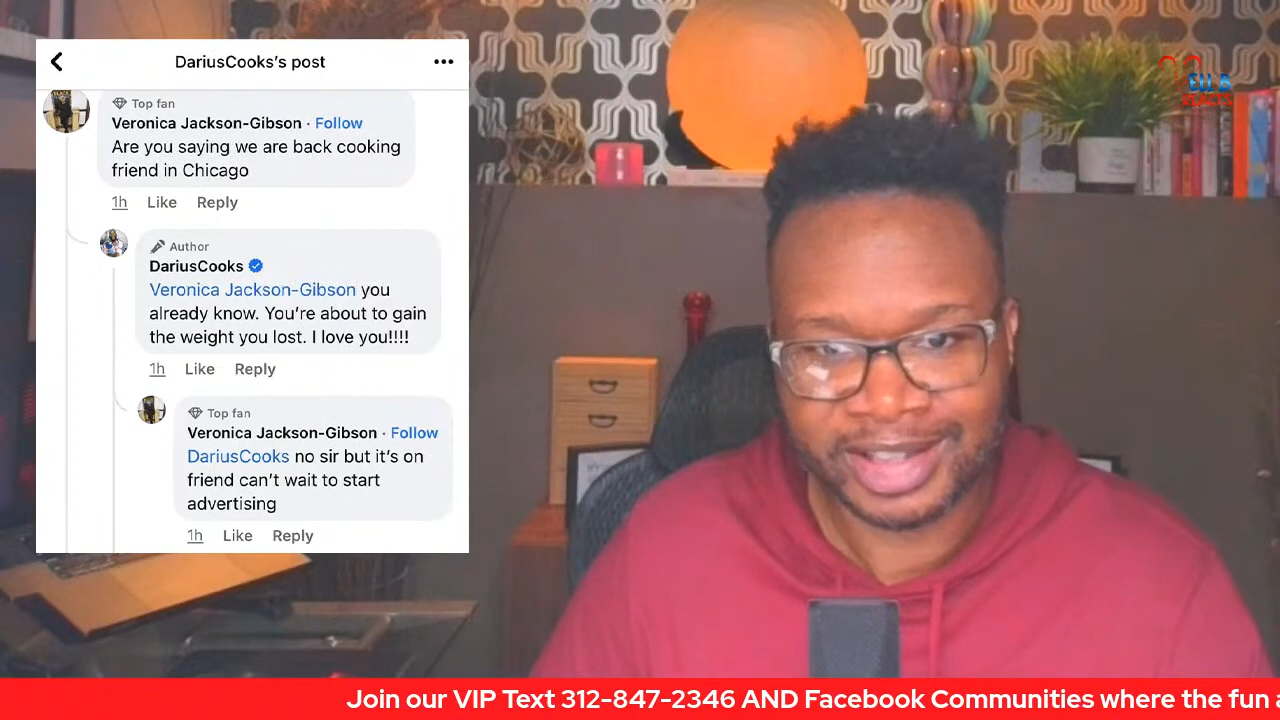 DariusCooks's post
Top fan
Veronica Jackson-Gibson · Follow
Are you saying we are back cooking
friend in Chicago
1h Like Reply
Author
DariusCooks
Veronica Jackson-Gibson you
already know. You're about to gain
the weight you lost. I love you!!!!
1h Like Reply
Top fan
Veronica Jackson-Gibson · Follow
DariusCooks no sir but it's on
friend can't wait to start
advertising
1h Like Reply
Join our VIP Text 312-847-2346 AND Facebook Communities where the fun a